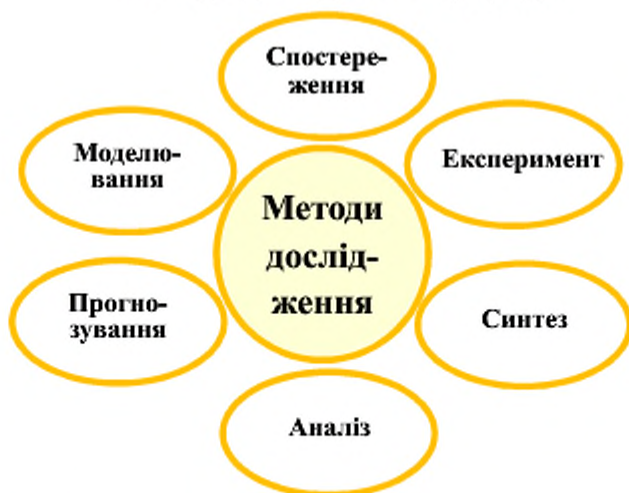 Спостере-
ження
Моделю-
вання
Експеримент
Методи
дослід-
ження
Прогно-
зування
Синтез
Аналіз